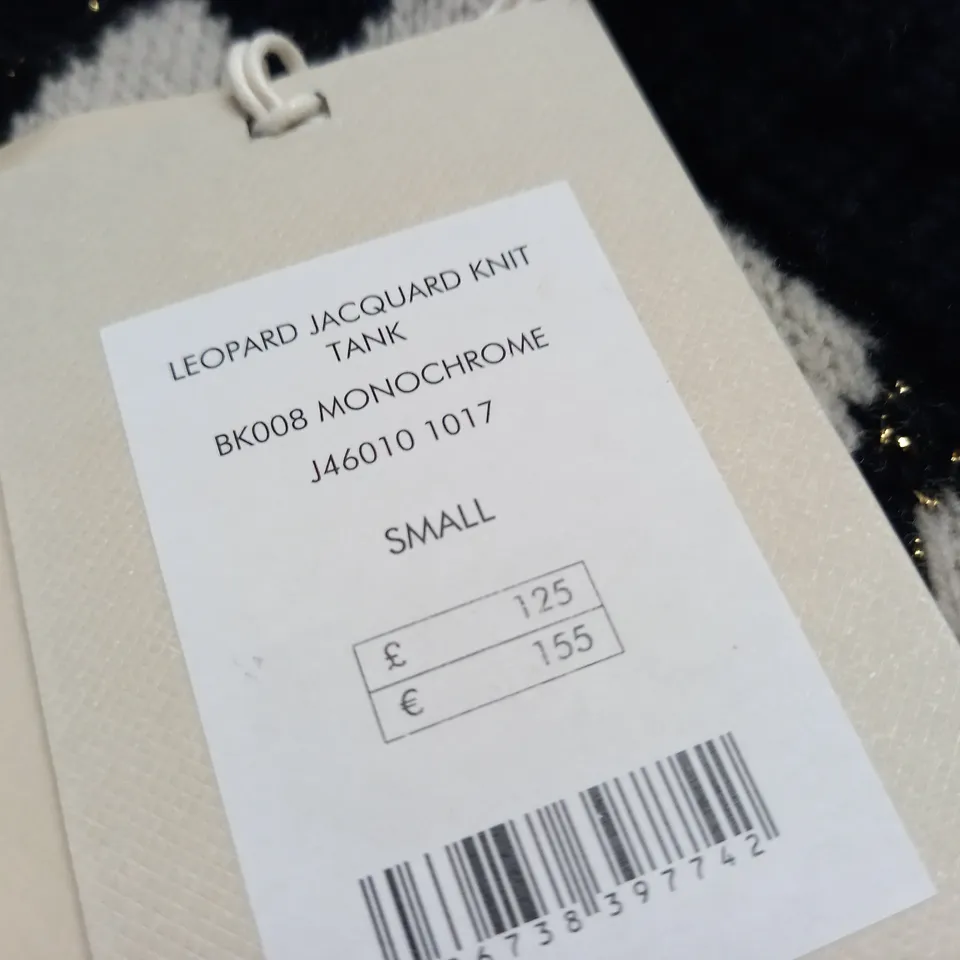 LEOPARD JACQUARD KNIT
TANK
BK008 MONOCHROME
J46010 1017
SMALL
£ 125
€ 155
6738397742